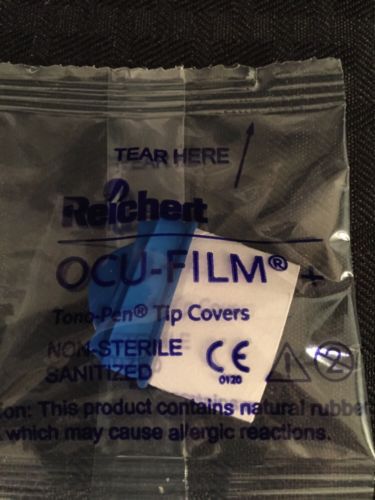 TEAR HERE
Reichert
OCU-FILM® +
Tono-Pen® Tip Covers
NON-STERILE
SANITIZED
CE
0120
2
ion: This product contains natural rubber
which may cause allergic reactions.